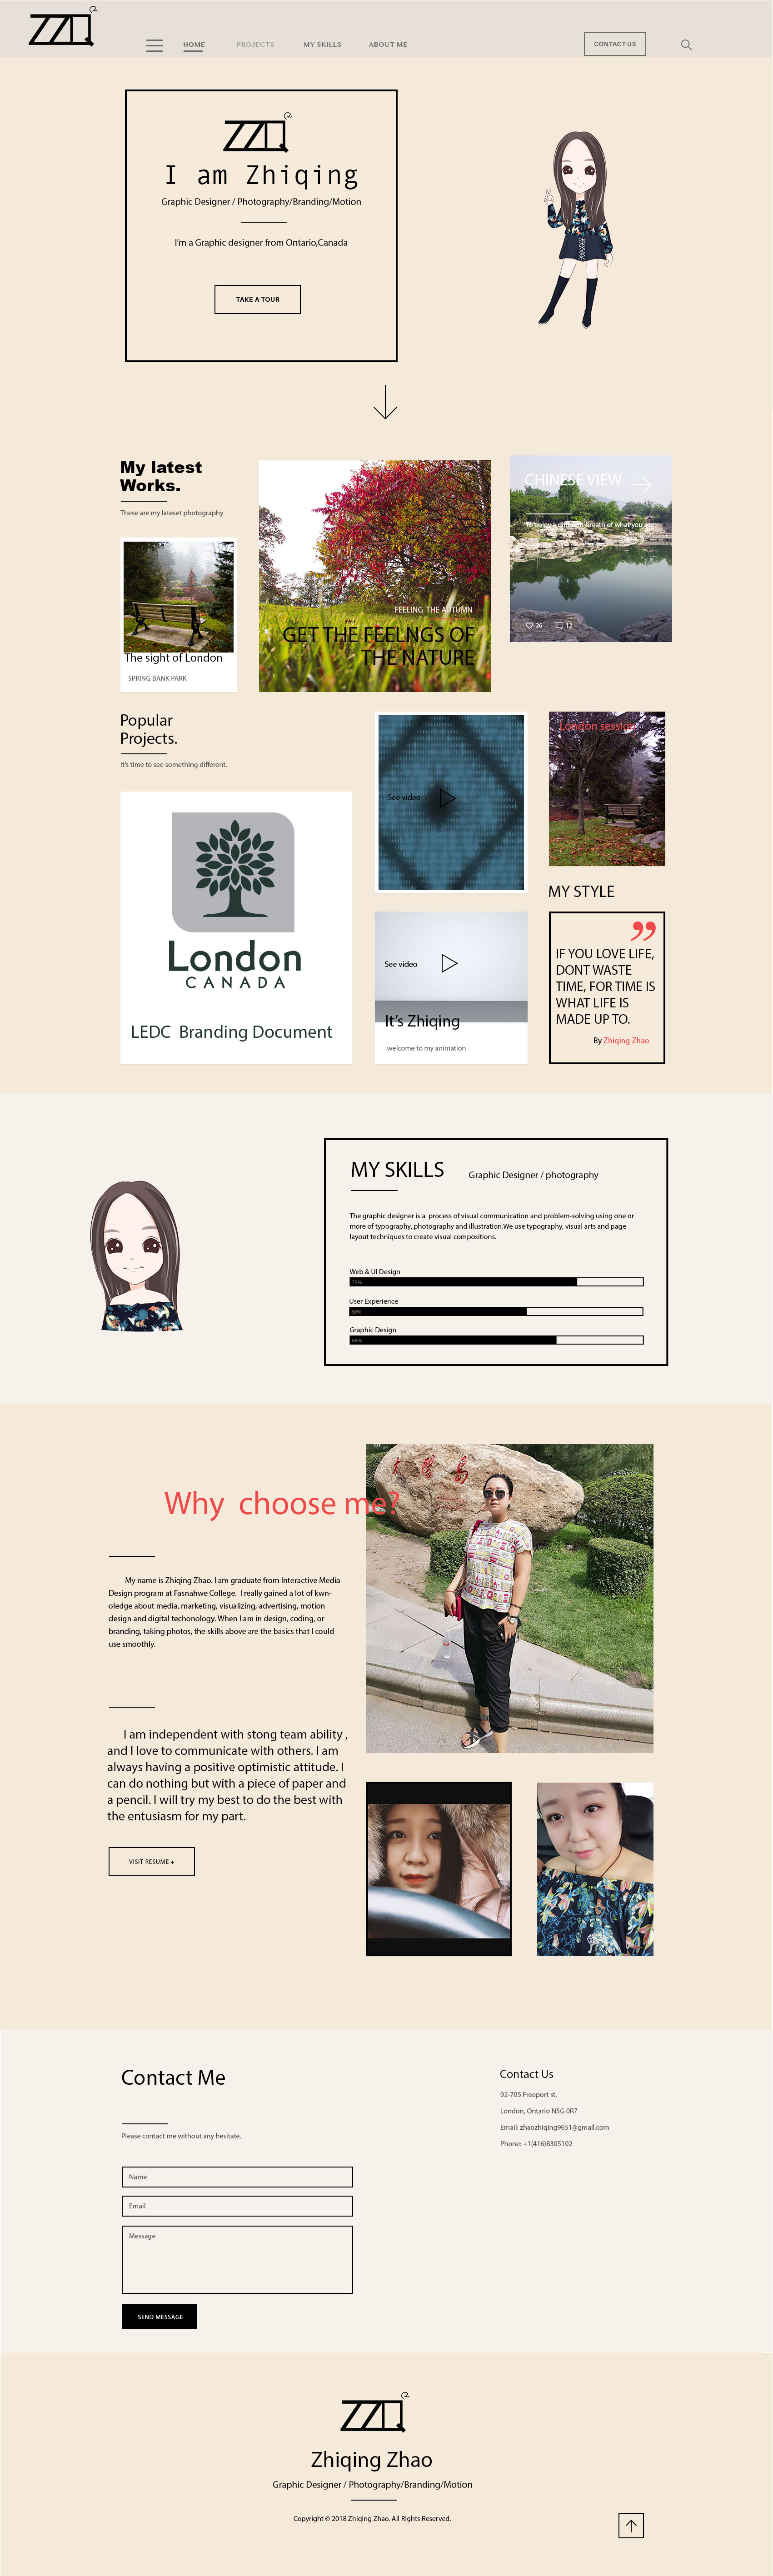 ZZQ
HOME PROJECTS MY SKILLS ABOUT ME CONTACT US
ZZQ
I am Zhiqing
Graphic Designer / Photography/Branding/Motion
I'm a Graphic designer from Ontario,Canada
TAKE A TOUR
My latest
Works.
These are my lateset photography
The sight of London
SPRING BANK PARK
FEELING THE AUTUMN
GET THE FEELNGS OF
THE NATURE
CHINESE VIEW
To enjoy a different breath of what you see
26 12
Popular
Projects.
It's time to see something different.
London
CANADA
LEDC Branding Document
See video
See video
It's Zhiqing
welcome to my animation
London session
MY STYLE
IF YOU LOVE LIFE,
DONT WASTE
TIME, FOR TIME IS
WHAT LIFE IS
MADE UP TO.
By Zhiqing Zhao
MY SKILLS Graphic Designer / photography
The graphic designer is a process of visual communication and problem-solving using one or
more of typography, photography and illustration.We use typography, visual arts and page
layout techniques to create visual compositions.
Web & UI Design
75%
User Experience
60%
Graphic Design
68%
Why choose me?
My name is Zhiqing Zhao. I am graduate from Interactive Media
Design program at Fasnahwe College. I really gained a lot of kwn-
oledge about media, marketing, visualizing, advertising, motion
design and digital techonology. When I am in design, coding, or
branding, taking photos, the skills above are the basics that I could
use smoothly.
I am independent with stong team ability ,
and I love to communicate with others. I am
always having a positive optimistic attitude. I
can do nothing but with a piece of paper and
a pencil. I will try my best to do the best with
the entusiasm for my part.
VISIT RESUME +
Contact Me
Please contact me without any hesitate.
Name
Email
Message
SEND MESSAGE
Contact Us
92-705 Freeport st.
London, Ontario N5G 0R7
Email: zhaozhiqing9651@gmail.com
Phone: +1(416)8305102
ZZQ
Zhiqing Zhao
Graphic Designer / Photography/Branding/Motion
Copyright © 2018 Zhiqing Zhao. All Rights Reserved.